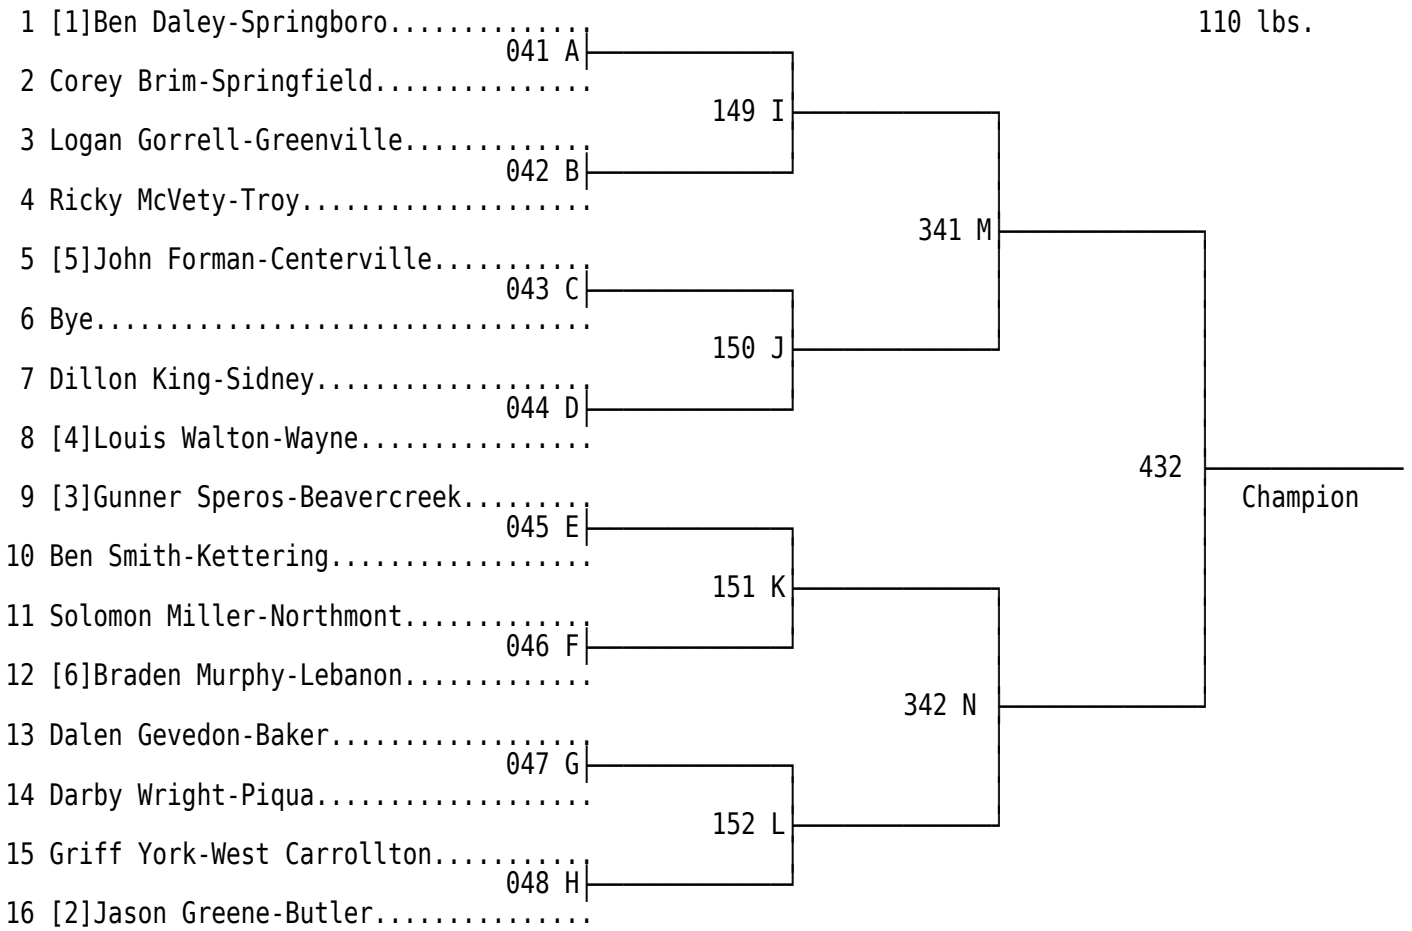 1 [1]Ben Daley-Springboro.............. 110 lbs.
041 A
2 Corey Brim-Springfield...............
149 I
3 Logan Gorrell-Greenville.............
042 B
4 Ricky McVety-Troy....................
341 M
5 [5]John Forman-Centerville...........
043 C
6 Bye..................................
150 J
7 Dillon King-Sidney...................
044 D
8 [4]Louis Walton-Wayne................
432
9 [3]Gunner Speros-Beavercreek.........
Champion
045 E
10 Ben Smith-Kettering..................
151 K
11 Solomon Miller-Northmont.............
046 F
12 [6]Braden Murphy-Lebanon.............
342 N
13 Dalen Gevedon-Baker..................
047 G
14 Darby Wright-Piqua...................
152 L
15 Griff York-West Carrollton...........
048 H
16 [2]Jason Greene-Butler...............